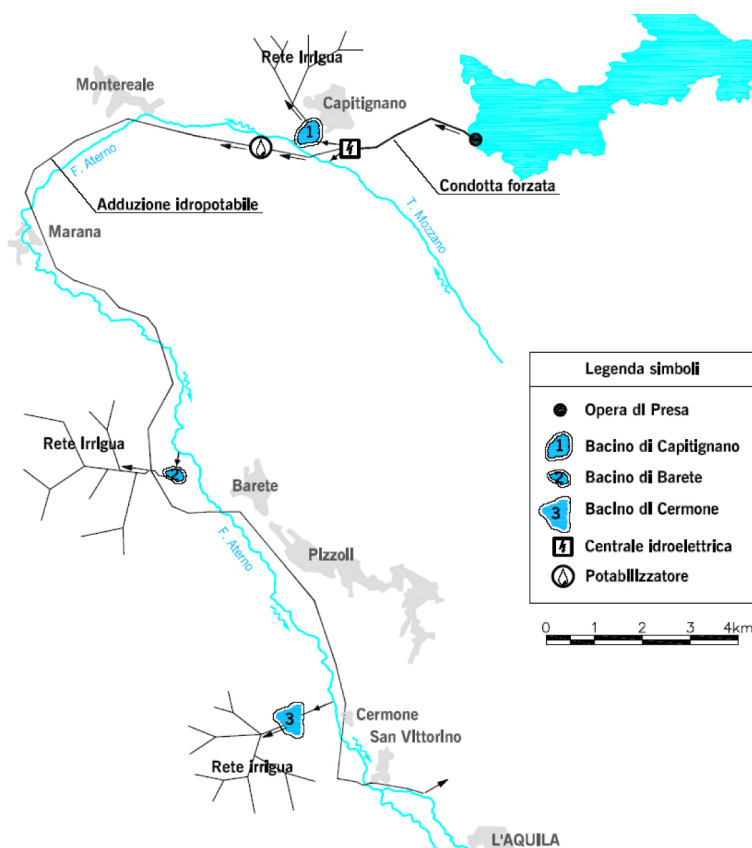 Rete Irrigua
Montereale
Capitignano
1
F. Aterno
Adduzione idropotabile
Condotta forzata
Marana
T. Mozzano
Legenda simboli
Opera dI Presa
1 Bacino di Capitignano
2 Bacino di Barete
3 BacIno dI Cermone
Centrale idroelettrica
PotabIlIzzatore
0 1 2 3 4km
Rete IrrIgua
2
Barete
F. Aterno
PIzzolI
3
Cermone
San VIttorIno
Rete irrigua
L'AQUILA